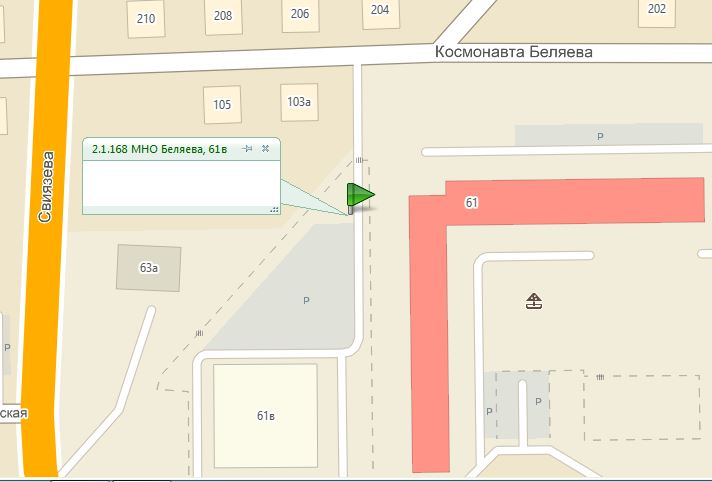 210
208
206
204
202
Космонавта Беляева
105
103а
P
2.1.168 МНО Беляева, 61в
61
Свиязева
63а
P
P
ская
61в
P
P